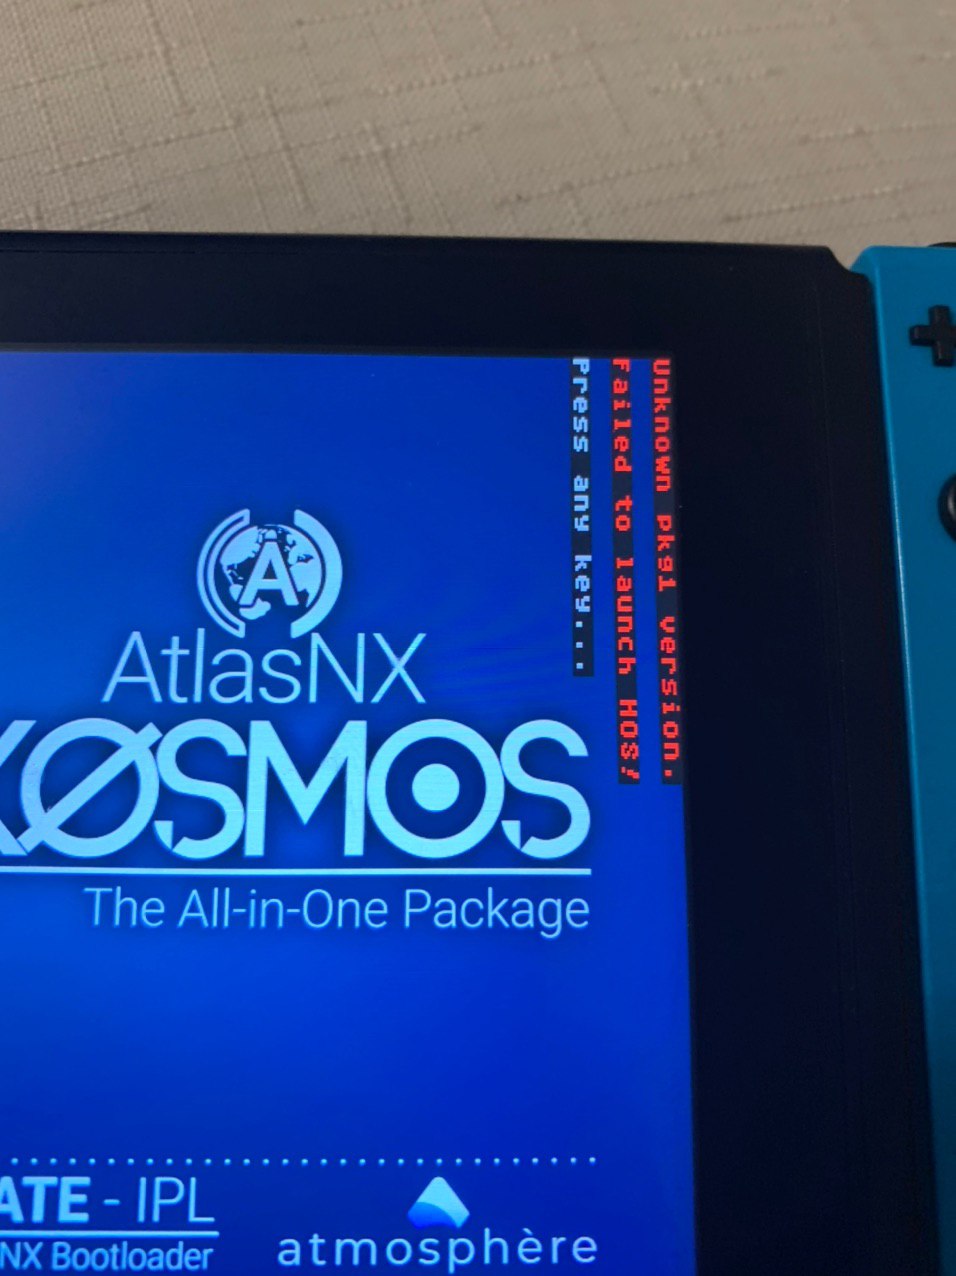 Unknown pkg1 version.
Failed to launch HOS!
Press any key...
A
AtlasNX
KØSMOS
The All-in-One Package
ATE - IPL
NX Bootloader
atmosphère